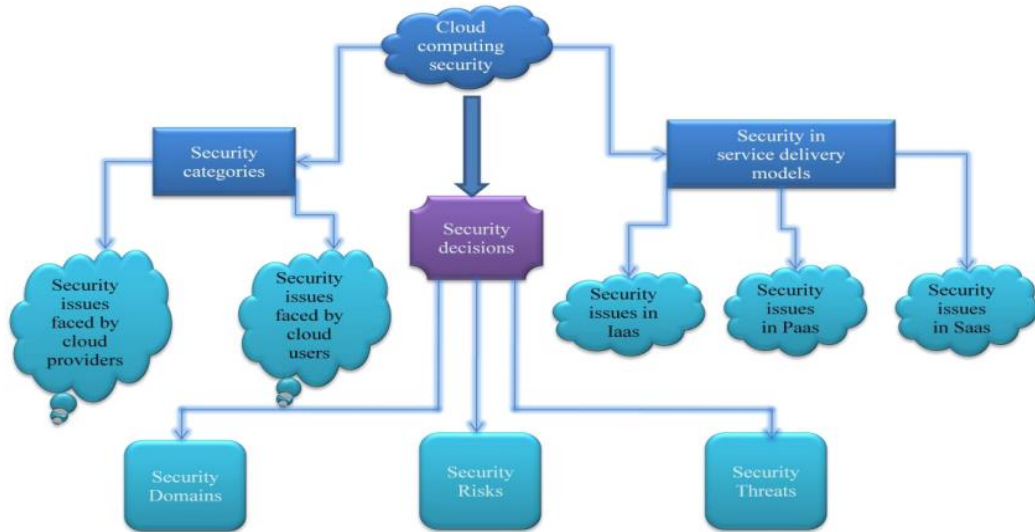 Cloud
computing
security
Security
categories
Security in
service delivery
models
Security
decisions
Security
issues
faced by
cloud
providers
Security
issues
faced by
cloud
users
Security
issues in
Iaas
Security
issues
in Paas
Security
issues
in Saas
Security
Domains
Security
Risks
Security
Threats